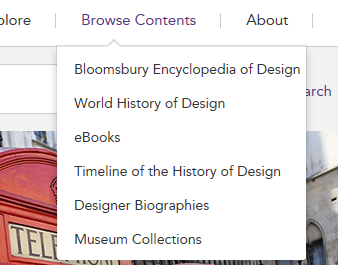 plore | Browse Contents | About |
Bloomsbury Encyclopedia of Design
World History of Design
arch
eBooks
Timeline of the History of Design
Designer Biographies
Museum Collections
TELEP